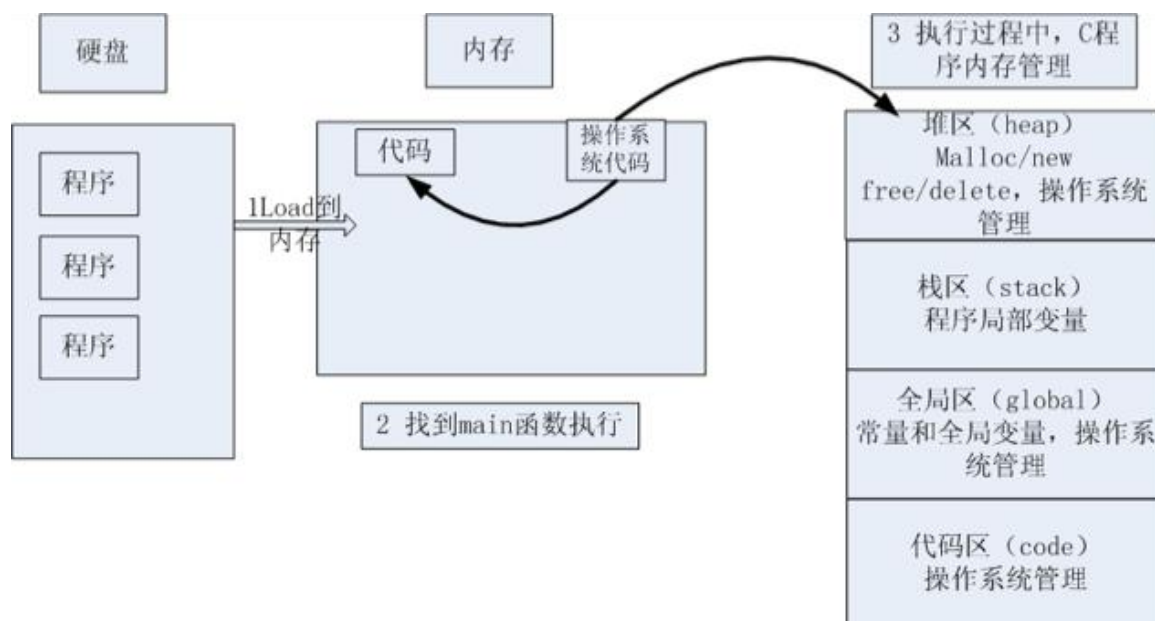 硬盘
内存
3 执行过程中，C程
序内存管理
程序
程序
程序
1Load到
内存
代码
操作系
统代码
2 找到main函数执行
堆区（heap）
Malloc/new
free/delete，操作系统
管理
栈区（stack）
程序局部变量
全局区（global）
常量和全局变量，操作系
统管理
代码区（code）
操作系统管理